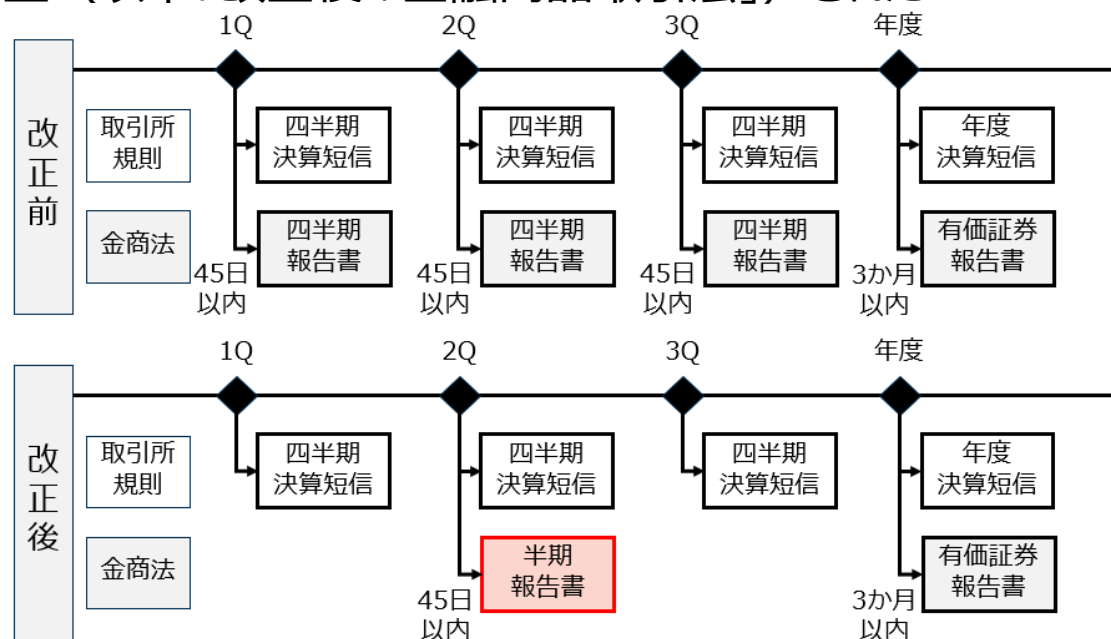 1Q 2Q 3Q 年度
改正前
取引所
規則
四半期
決算短信
四半期
決算短信
四半期
決算短信
年度
決算短信
金商法
四半期
報告書
四半期
報告書
四半期
報告書
有価証券
報告書
45日
以内
45日
以内
45日
以内
3か月
以内
1Q 2Q 3Q 年度
改正後
取引所
規則
四半期
決算短信
四半期
決算短信
四半期
決算短信
年度
決算短信
金商法
半期
報告書
有価証券
報告書
45日
以内
3か月
以内